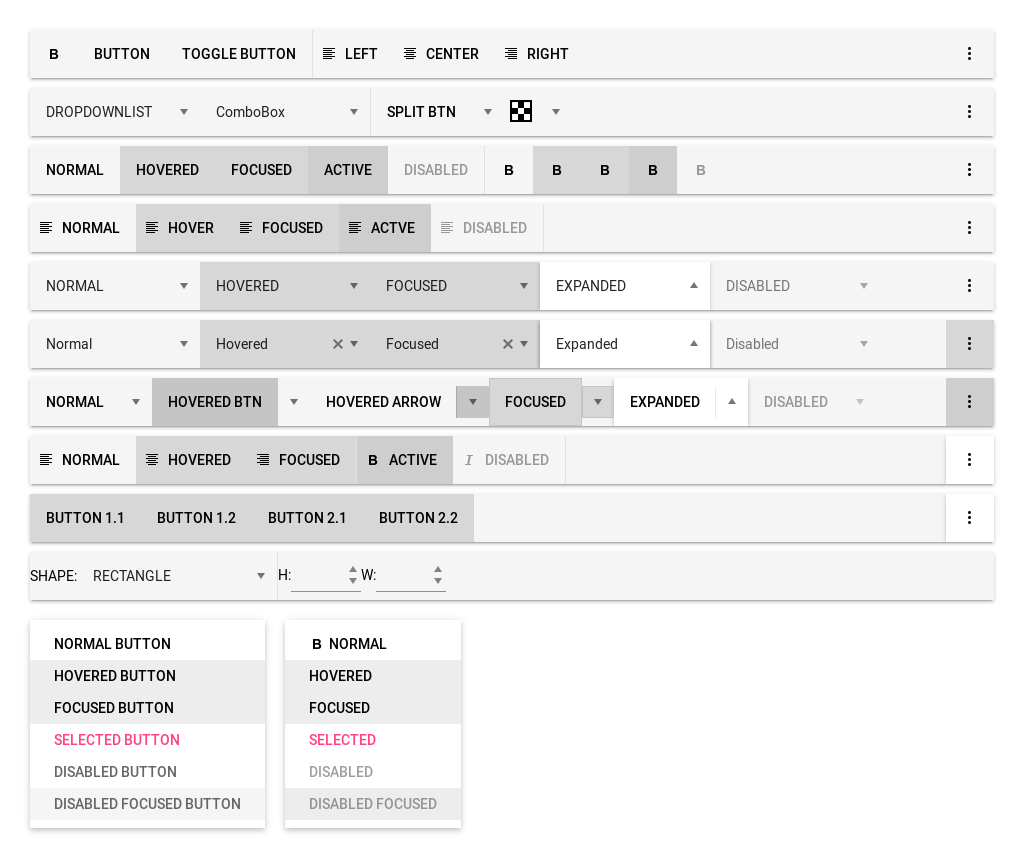 B BUTTON TOGGLE BUTTON LEFT CENTER RIGHT
DROPDOWNLIST ComboBox SPLIT BTN
NORMAL HOVERED FOCUSED ACTIVE DISABLED B B B B B
NORMAL HOVER FOCUSED ACTVE DISABLED
NORMAL HOVERED FOCUSED EXPANDED DISABLED
Normal Hovered Focused Expanded Disabled
NORMAL HOVERED BTN HOVERED ARROW FOCUSED EXPANDED DISABLED
NORMAL HOVERED FOCUSED B ACTIVE I DISABLED
BUTTON 1.1 BUTTON 1.2 BUTTON 2.1 BUTTON 2.2
SHAPE: RECTANGLE H: W:
NORMAL BUTTON
HOVERED BUTTON
FOCUSED BUTTON
SELECTED BUTTON
DISABLED BUTTON
DISABLED FOCUSED BUTTON
B NORMAL
HOVERED
FOCUSED
SELECTED
DISABLED
DISABLED FOCUSED